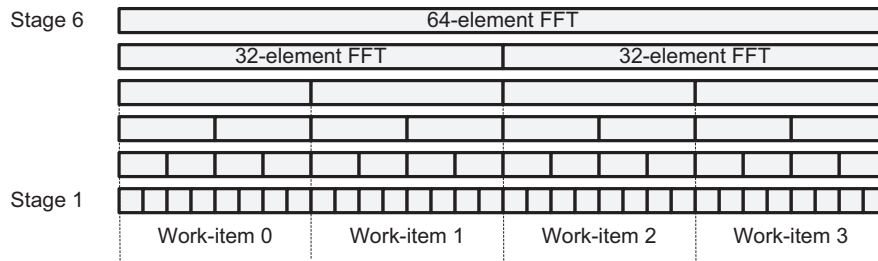 Stage 6
64-element FFT
32-element FFT 32-element FFT
Stage 1
Work-item 0 Work-item 1 Work-item 2 Work-item 3